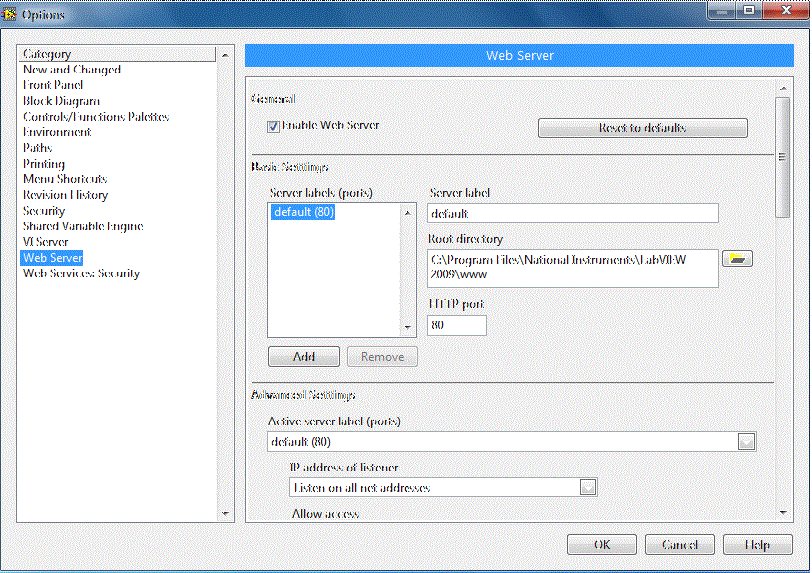 Options
Category
New and Changed
Front Panel
Block Diagram
Controls/Functions Palettes
Environment
Paths
Printing
Menu Shortcuts
Revision History
Security
Shared Variable Engine
VI Server
Web Server
Web Services: Security
Web Server
General
Enable Web Server
Reset to defaults
Basic Settings
Server labels (ports)
default (80)
Add
Remove
Server label
default
Root directory
C:\Program Files\National Instruments\LabVIEW
2009\www
HTTP port
80
Advanced Settings
Active server label (ports)
default (80)
IP address of listener
Listen on all net addresses
Allow access
OK
Cancel
Help